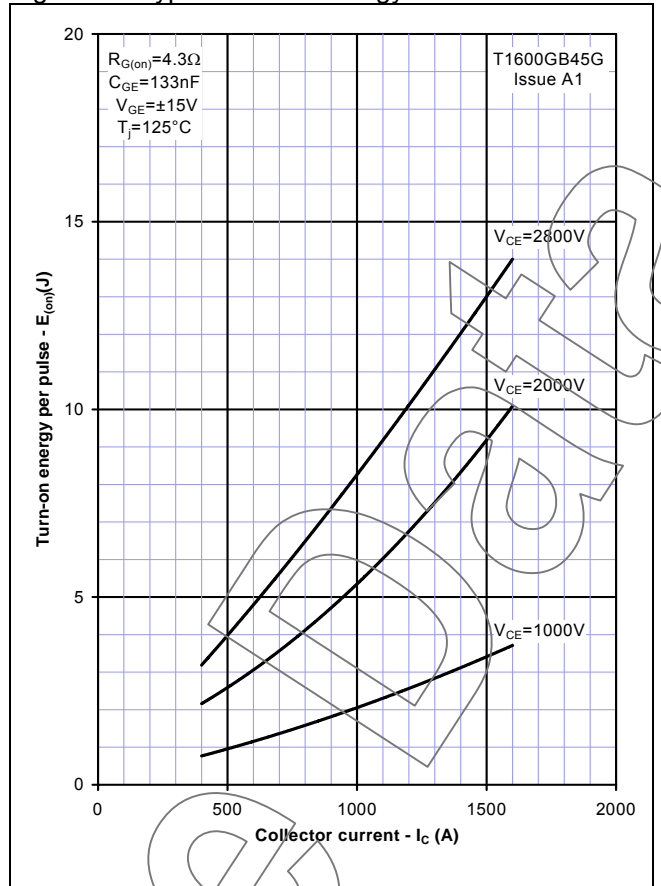 20
R_G(on)=4.3Ω
C_GE=133nF
V_GE=±15V
T_j=125°C
T1600GB45G
Issue A1
15
V_CE=2800V
Turn-on energy per pulse - E_(on)(J)
V_CE=2000V
10
5
V_CE=1000V
0
0 500 1000 1500 2000
Collector current - I_C (A)